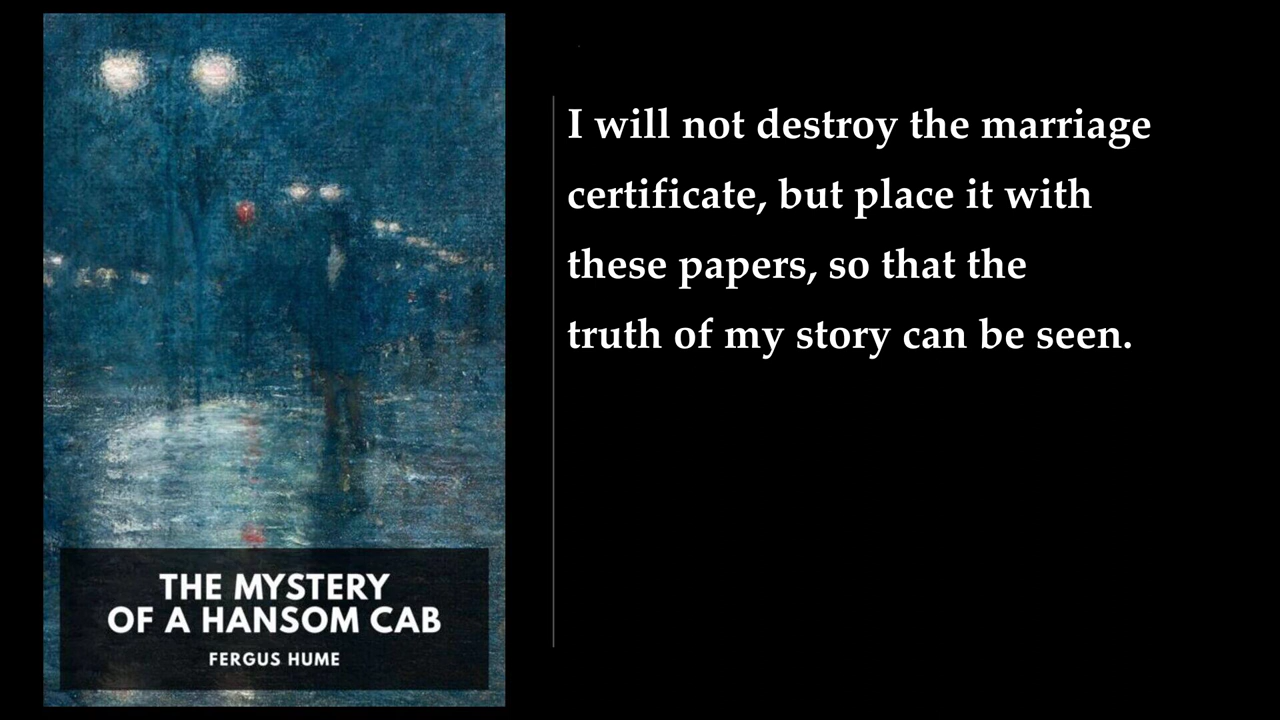 I will not destroy the marriage
certificate, but place it with
these papers, so that the
truth of my story can be seen.
THE MYSTERY
OF A HANSOM CAB
FERGUS HUME